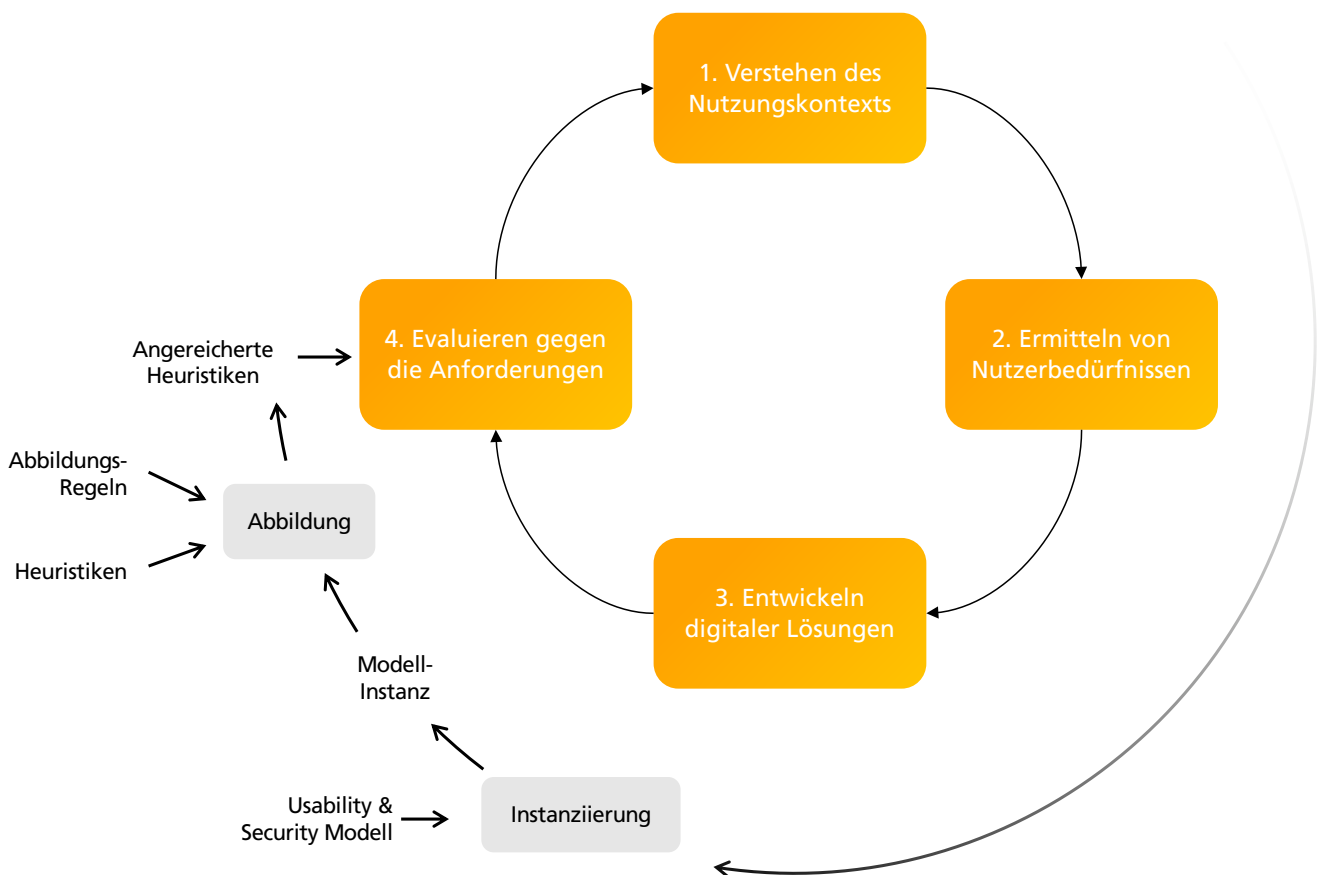 1. Verstehen des
Nutzungskontexts
2. Ermitteln von
Nutzerbedürfnissen
3. Entwickeln
digitaler Lösungen
4. Evaluieren gegen
die Anforderungen
Angereicherte
Heuristiken
Abbildungs-
Regeln
Heuristiken
Abbildung
Modell-
Instanz
Usability &
Security Modell
Instanziierung